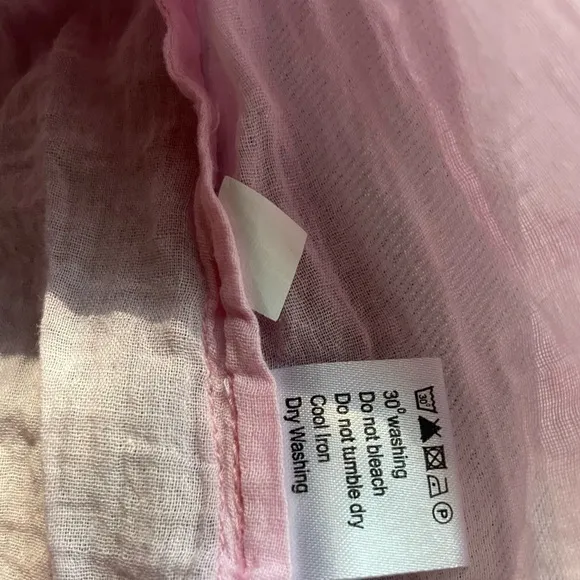 30
P
30° washing
Do not bleach
Do not tumble dry
Cool Iron
Dry Washing